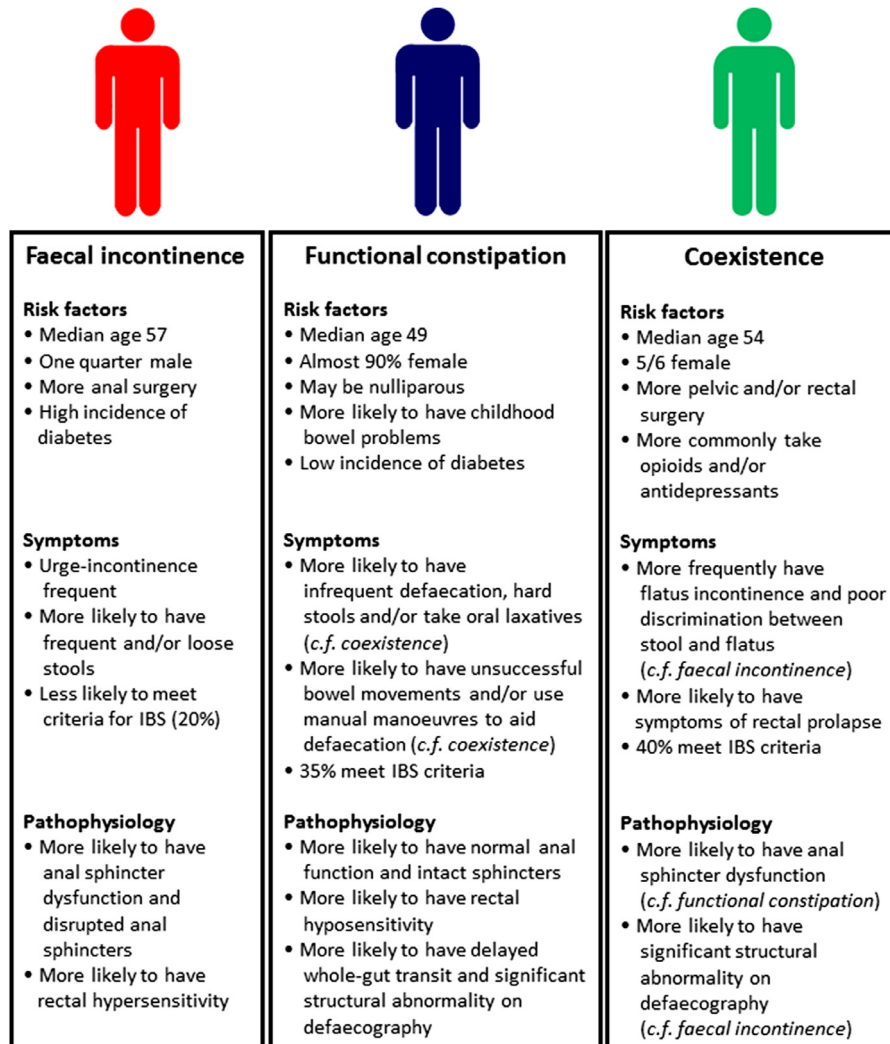 Faecal incontinence
Risk factors
• Median age 57
• One quarter male
• More anal surgery
• High incidence of
diabetes
Symptoms
• Urge-incontinence
frequent
• More likely to have
frequent and/or loose
stools
• Less likely to meet
criteria for IBS (20%)
Pathophysiology
• More likely to have
anal sphincter
dysfunction and
disrupted anal
sphincters
• More likely to have
rectal hypersensitivity
Functional constipation
Risk factors
• Median age 49
• Almost 90% female
• May be nulliparous
• More likely to have childhood
bowel problems
• Low incidence of diabetes
Symptoms
• More likely to have
infrequent defaecation, hard
stools and/or take oral laxatives
(c.f. coexistence)
• More likely to have unsuccessful
bowel movements and/or use
manual manoeuvres to aid
defaecation (c.f. coexistence)
• 35% meet IBS criteria
Pathophysiology
• More likely to have normal anal
function and intact sphincters
• More likely to have rectal
hyposensitivity
• More likely to have delayed
whole-gut transit and significant
structural abnormality on
defaecography
Coexistence
Risk factors
• Median age 54
• 5/6 female
• More pelvic and/or rectal
surgery
• More commonly take
opioids and/or
antidepressants
Symptoms
• More frequently have
flatus incontinence and poor
discrimination between
stool and flatus
(c.f. faecal incontinence)
• More likely to have
symptoms of rectal prolapse
• 40% meet IBS criteria
Pathophysiology
• More likely to have anal
sphincter dysfunction
(c.f. functional constipation)
• More likely to have
significant structural
abnormality on
defaecography
(c.f. faecal incontinence)